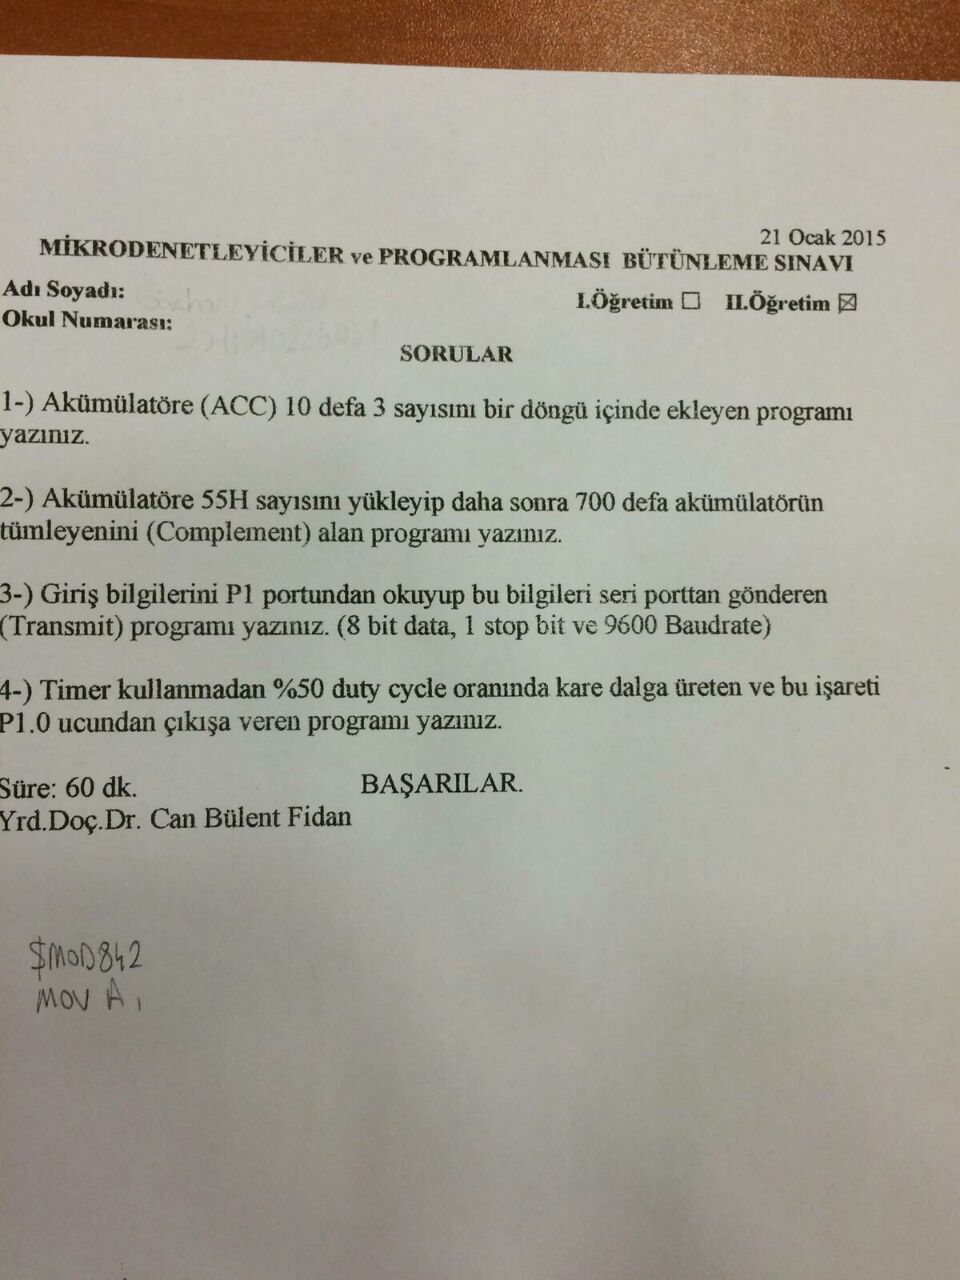 21 Ocak 2015
MİKRODENETLEYİCİLER ve PROGRAMLANMASI BÜTÜNLEME SINAVI
Adı Soyadı: I.Öğretim ☐ II.Öğretim ☒
Okul Numarası:
SORULAR
1-) Akümülatöre (ACC) 10 defa 3 sayısını bir döngü içinde ekleyen programı
yazınız.
2-) Akümülatöre 55H sayısını yükleyip daha sonra 700 defa akümülatörün
tümleyenini (Complement) alan programı yazınız.
3-) Giriş bilgilerini P1 portundan okuyup bu bilgileri seri porttan gönderen
(Transmit) programı yazınız. (8 bit data, 1 stop bit ve 9600 Baudrate)
4-) Timer kullanmadan %50 duty cycle oranında kare dalga üreten ve bu işareti
P1.0 ucundan çıkışa veren programı yazınız.
Süre: 60 dk. BAŞARILAR.
Yrd.Doç.Dr. Can Bülent Fidan
$MOD842
MOV A,